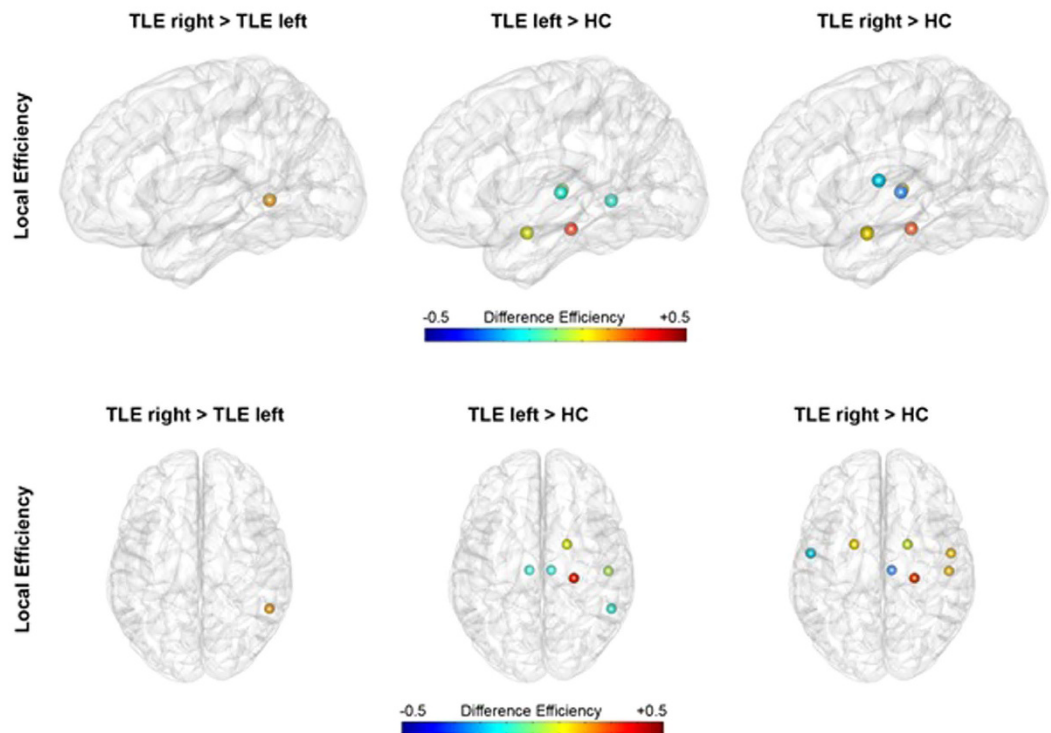 TLE right > TLE left
TLE left > HC
TLE right > HC
Local Efficiency
-0.5 Difference Efficiency +0.5
TLE right > TLE left
TLE left > HC
TLE right > HC
Local Efficiency
-0.5 Difference Efficiency +0.5